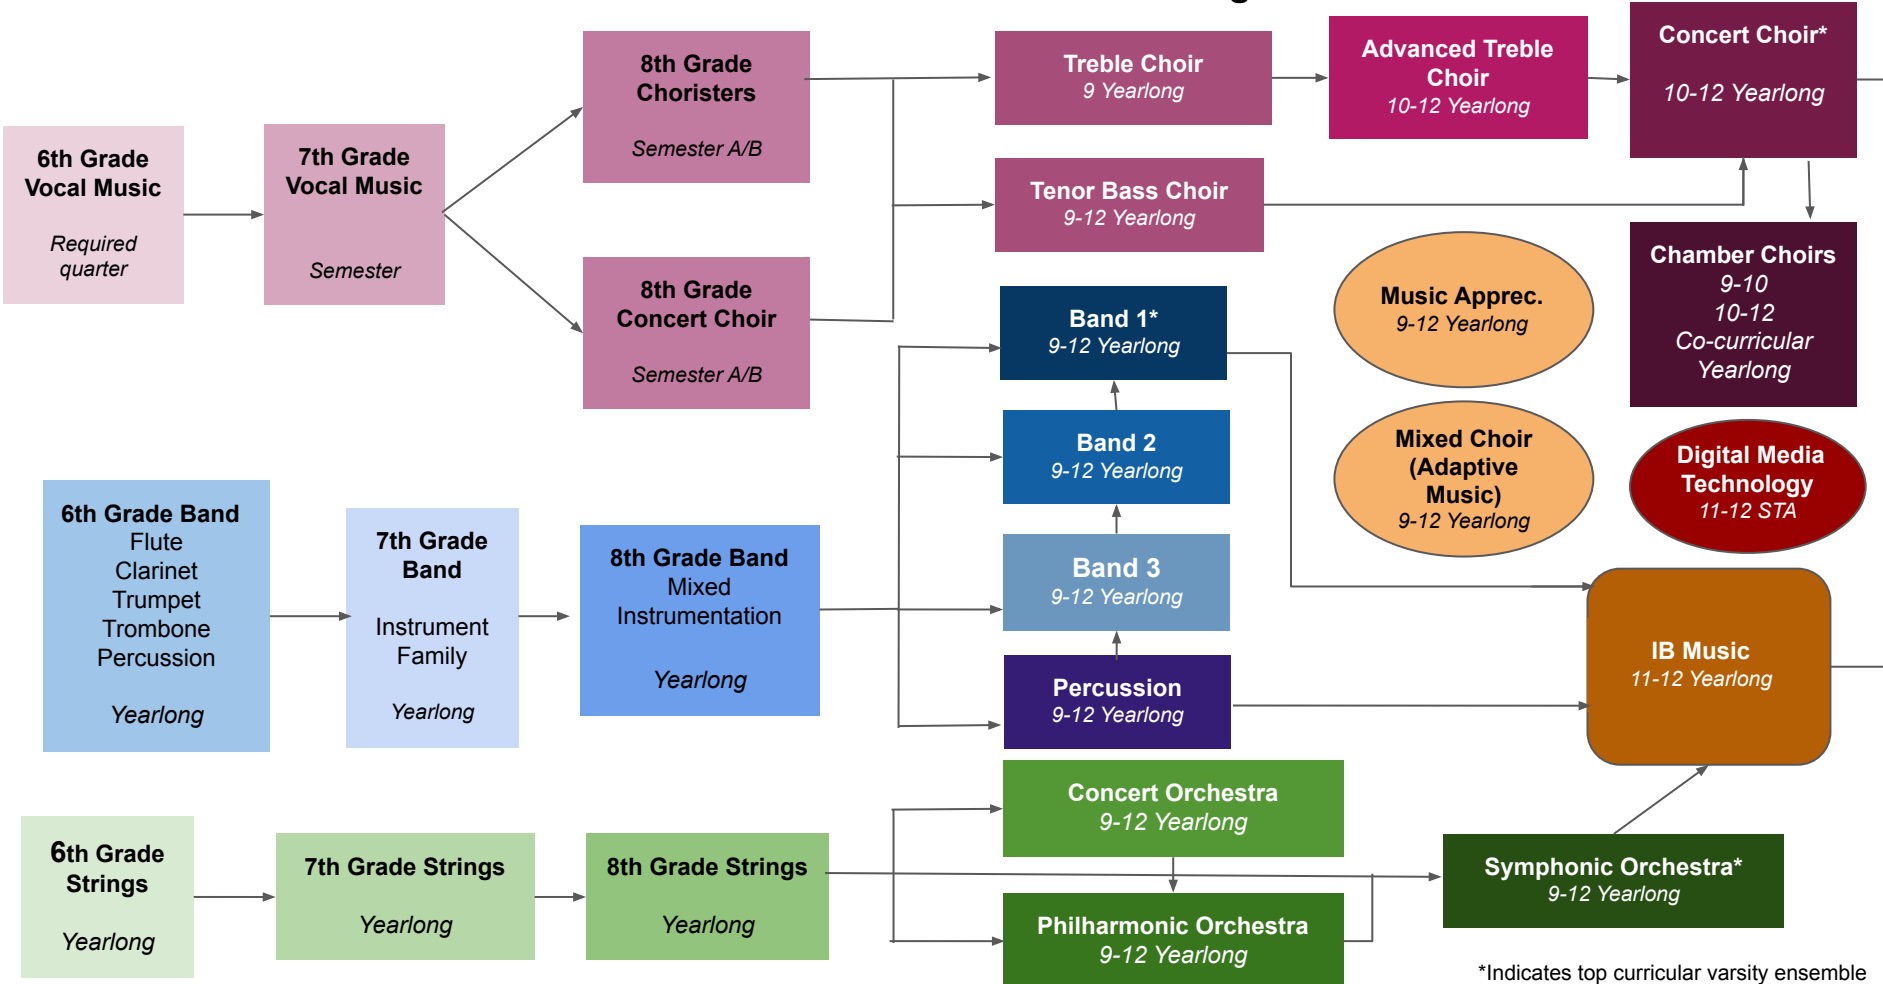 8th Grade
Choristers
Semester A/B
Treble Choir
9 Yearlong
Advanced Treble
Choir
10-12 Yearlong
Concert Choir*
10-12 Yearlong
6th Grade
Vocal Music
Required
quarter
7th Grade
Vocal Music
Semester
Tenor Bass Choir
9-12 Yearlong
8th Grade
Concert Choir
Semester A/B
Chamber Choirs
9-10
10-12
Co-curricular
Yearlong
Music Apprec.
9-12 Yearlong
Band 1*
9-12 Yearlong
Band 2
9-12 Yearlong
Mixed Choir
(Adaptive
Music)
9-12 Yearlong
Digital Media
Technology
11-12 STA
6th Grade Band
Flute
Clarinet
Trumpet
Trombone
Percussion
Yearlong
7th Grade
Band
Instrument
Family
Yearlong
8th Grade Band
Mixed
Instrumentation
Yearlong
Band 3
9-12 Yearlong
Percussion
9-12 Yearlong
IB Music
11-12 Yearlong
6th Grade
Strings
Yearlong
7th Grade Strings
Yearlong
8th Grade Strings
Yearlong
Concert Orchestra
9-12 Yearlong
Philharmonic Orchestra
9-12 Yearlong
Symphonic Orchestra*
9-12 Yearlong
*Indicates top curricular varsity ensemble